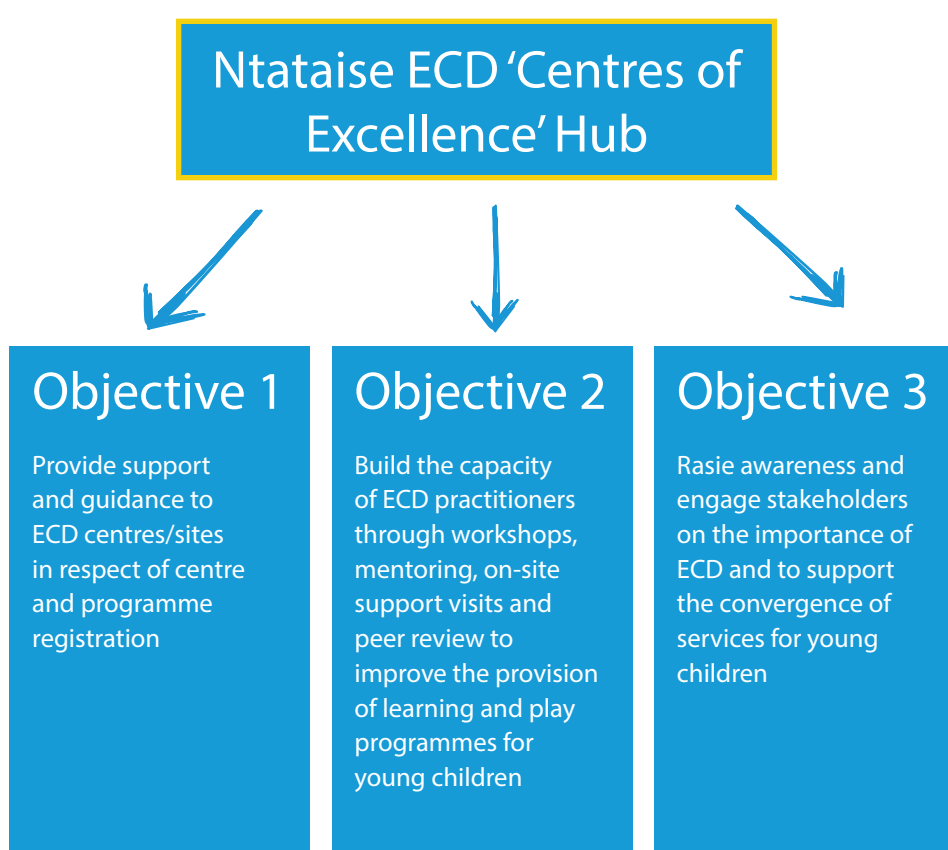 Ntataise ECD ‘Centres of
Excellence’ Hub
Objective 1
Provide support
and guidance to
ECD centres/sites
in respect of centre
and programme
registration
Objective 2
Build the capacity
of ECD practitioners
through workshops,
mentoring, on-site
support visits and
peer review to
improve the provision
of learning and play
programmes for
young children
Objective 3
Rasie awareness and
engage stakeholders
on the importance of
ECD and to support
the convergence of
services for young
children